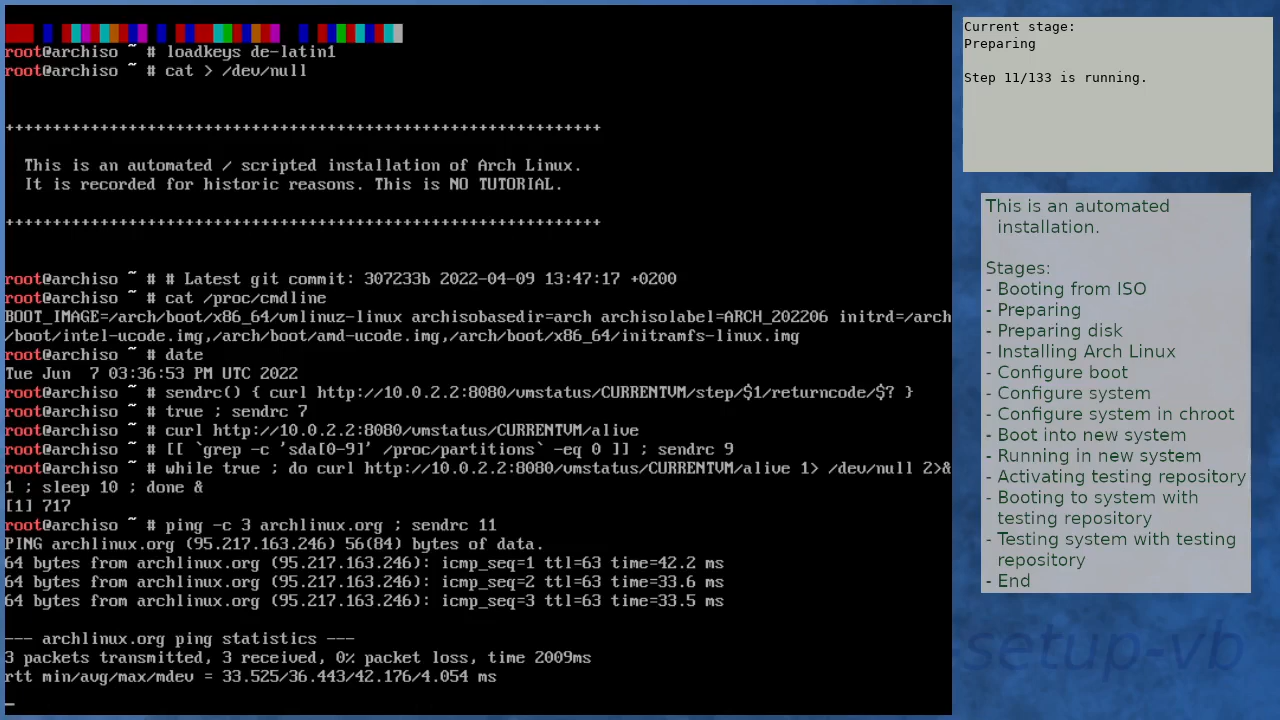 root@archiso ~ # loadkeys de-latin1
root@archiso ~ # cat > /dev/null
+++++++++++++++++++++++++++++++++++++++++++++++++++++++++++++++
This is an automated / scripted installation of Arch Linux.
It is recorded for historic reasons. This is NO TUTORIAL.
+++++++++++++++++++++++++++++++++++++++++++++++++++++++++++++++
root@archiso ~ # # Latest git commit: 307233b 2022-04-09 13:47:17 +0200
root@archiso ~ # cat /proc/cmdline
BOOT_IMAGE=/arch/boot/x86_64/vmlinuz-linux archisobasedir=arch archisolabel=ARCH_202206 initrd=/arch
/boot/intel-ucode.img,/arch/boot/amd-ucode.img,/arch/boot/x86_64/initramfs-linux.img
root@archiso ~ # date
Tue Jun  7 03:36:53 PM UTC 2022
root@archiso ~ # sendrc() { curl http://10.0.2.2:8080/vmstatus/CURRENTVM/step/$1/returncode/$? }
root@archiso ~ # true ; sendrc 7
root@archiso ~ # curl http://10.0.2.2:8080/vmstatus/CURRENTVM/alive
root@archiso ~ # [[ `grep -c 'sda[0-9]' /proc/partitions` -eq 0 ]] ; sendrc 9
root@archiso ~ # while true ; do curl http://10.0.2.2:8080/vmstatus/CURRENTVM/alive 1> /dev/null 2>&
1 ; sleep 10 ; done &
[1] 717
root@archiso ~ # ping -c 3 archlinux.org ; sendrc 11
PING archlinux.org (95.217.163.246) 56(84) bytes of data.
64 bytes from archlinux.org (95.217.163.246): icmp_seq=1 ttl=63 time=42.2 ms
64 bytes from archlinux.org (95.217.163.246): icmp_seq=2 ttl=63 time=33.6 ms
64 bytes from archlinux.org (95.217.163.246): icmp_seq=3 ttl=63 time=33.5 ms
--- archlinux.org ping statistics ---
3 packets transmitted, 3 received, 0% packet loss, time 2009ms
rtt min/avg/max/mdev = 33.525/36.443/42.176/4.054 ms
_
Current stage:
Preparing
Step 11/133 is running.
This is an automated
installation.
Stages:
- Booting from ISO
- Preparing
- Preparing disk
- Installing Arch Linux
- Configure boot
- Configure system
- Configure system in chroot
- Boot into new system
- Running in new system
- Activating testing repository
- Booting to system with
testing repository
- Testing system with testing
repository
- End
-setup-vb